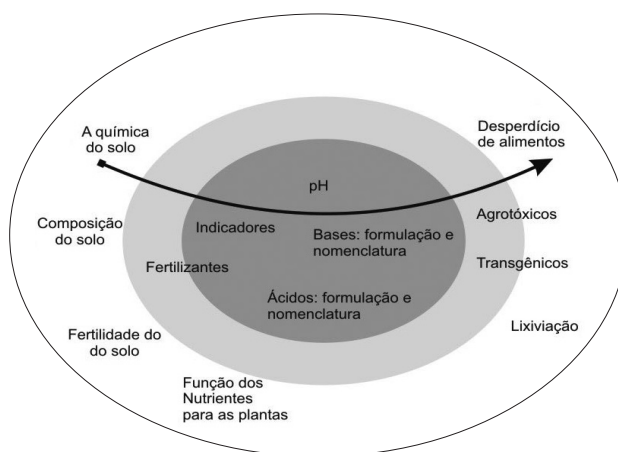 A química
do solo
Desperdício
de alimentos
pH
Composição
do solo
Indicadores
Bases: formulação e
nomenclatura
Agrotóxicos
Fertilizantes
Transgênicos
Ácidos: formulação e
nomenclatura
Fertilidade do
do solo
Lixiviação
Função dos
Nutrientes
para as plantas